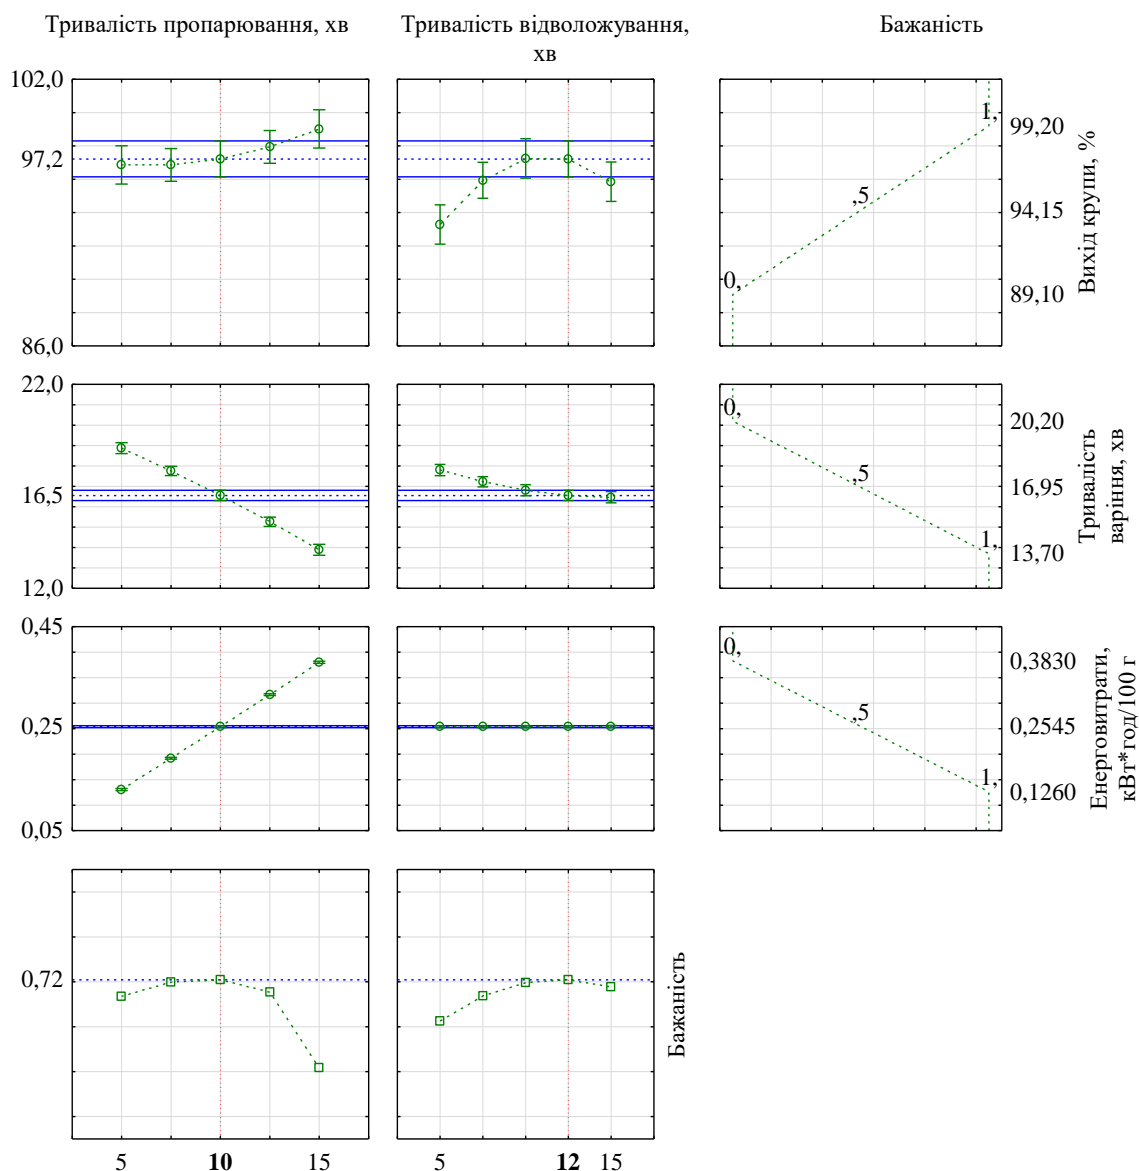 Тривалість пропарювання, хв
Тривалість відволожування,
хв
Бажаність
102,0
97,2
86,0
1,
,5
0,
99,20
94,15
89,10
Вихід крупи, %
22,0
16,5
12,0
0,
,5
1,
20,20
16,95
13,70
Тривалість
варіння, хв
0,45
0,25
0,05
0,
,5
1,
0,3830
0,2545
0,1260
Енерговитрати,
кВт*год/100 г
0,72
Бажаність
5 10 15
5 12 15